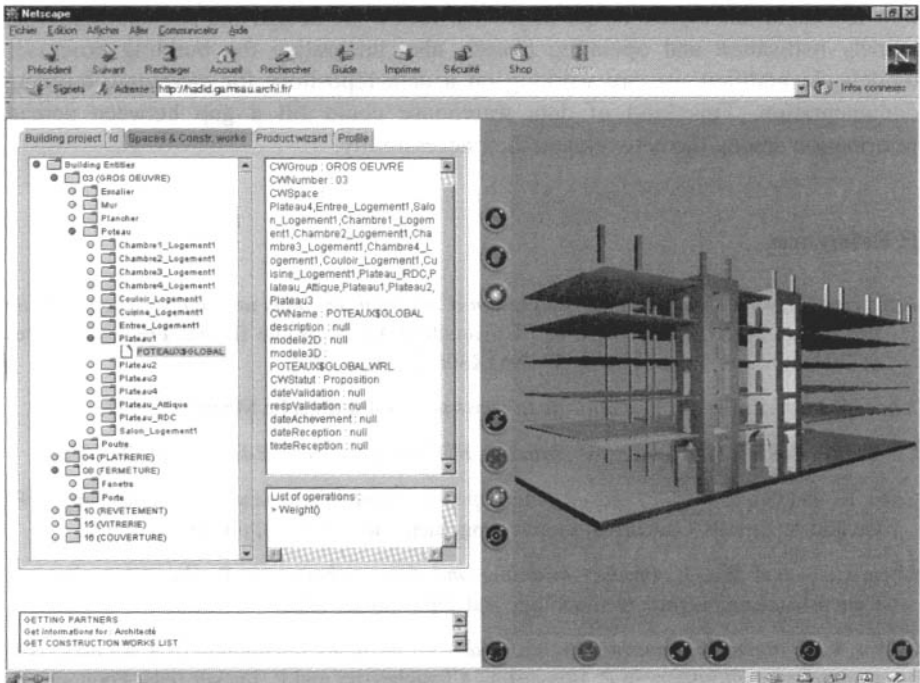 Netscape
Fichier Edition Afficher Aller Communicator Aide
Précédent Suivant Recharger Accueil Rechercher Guide Imprimer Sécurité Shop
Signets Adresse : http://hadid.gamsau.archi.fr/ Infos connexes
N
Building project Id Spaces & Constr. works Product wizard Profile
Building Entities
03 (GROS OEUVRE)
Escalier
Mur
Plancher
Poteau
Chambre1_Logement1
Chambre2_Logement1
Chambre3_Logement1
Chambre4_Logement1
Couloir_Logement1
Cuisine_Logement1
Entree_Logement1
Plateau1
POTEAUX$GLOBAL
Plateau2
Plateau3
Plateau4
Plateau_Attique
Plateau_RDC
Salon_Logement1
Poutre
04 (PLATRERIE)
08 (FERMETURE)
Fenetre
Porte
10 (REVETEMENT)
15 (VITRERIE)
16 (COUVERTURE)
CWGroup : GROS OEUVRE
CWNumber : 03
CWSpace :
Plateau4,Entree_Logement1,Salo
n_Logement1,Chambre1_Logem
ent1,Chambre2_Logement1,Cha
mbre3_Logement1,Chambre4_L
ogement1,Couloir_Logement1,Cu
isine_Logement1,Plateau_RDC,P
lateau_Attique,Plateau1,Plateau2,
Plateau3
CWName : POTEAUX$GLOBAL
description : null
modele2D : null
modele3D :
POTEAUX$GLOBAL.WRL
CWStatut : Proposition
dateValidation : null
respValidation : null
dateAchevement : null
dateReception : null
texteReception : null
List of operations :
> Weight()
GETTING PARTNERS
Get informations for : Architecté
GET CONSTRUCTION WORKS LIST